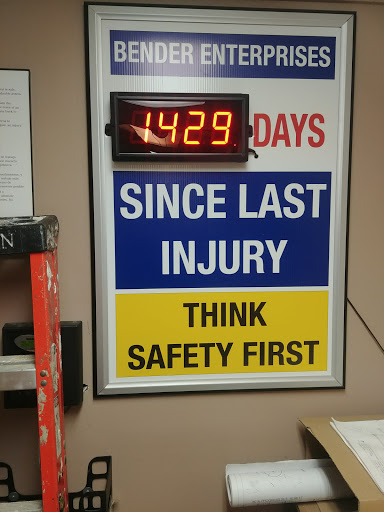 BENDER ENTERPRISES
1429 DAYS
SINCE LAST
INJURY
THINK
SAFETY FIRST
N